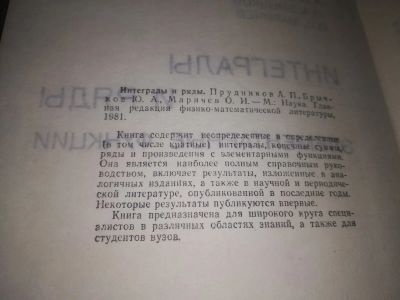 Интегралы и ряды. Прудников А. П., Брыч-
ков Ю. А., Маричев О. И. — М.: Наука. Глав-
ная редакция физико-математической литературы,
1981.
Книга содержит неопределенные и определенные
(в том числе кратные) интегралы, конечные суммы,
ряды и произведения с элементарными функциями.
Она является наиболее полным справочным руко-
водством, включает результаты, изложенные в ана-
логичных изданиях, а также в научной и периодиче-
ской литературе, опубликованной в последние годы.
Некоторые результаты публикуются впервые.
Книга предназначена для широкого круга специ-
алистов в различных областях знаний, а также для
студентов вузов.